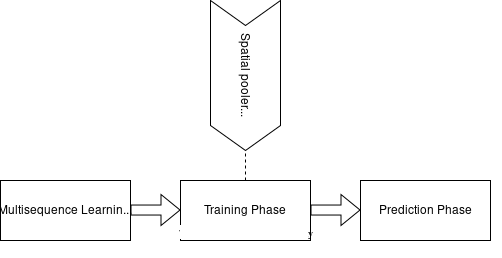 Spatial pooler...
Multisequence Learnin...
Training Phase
Prediction Phase